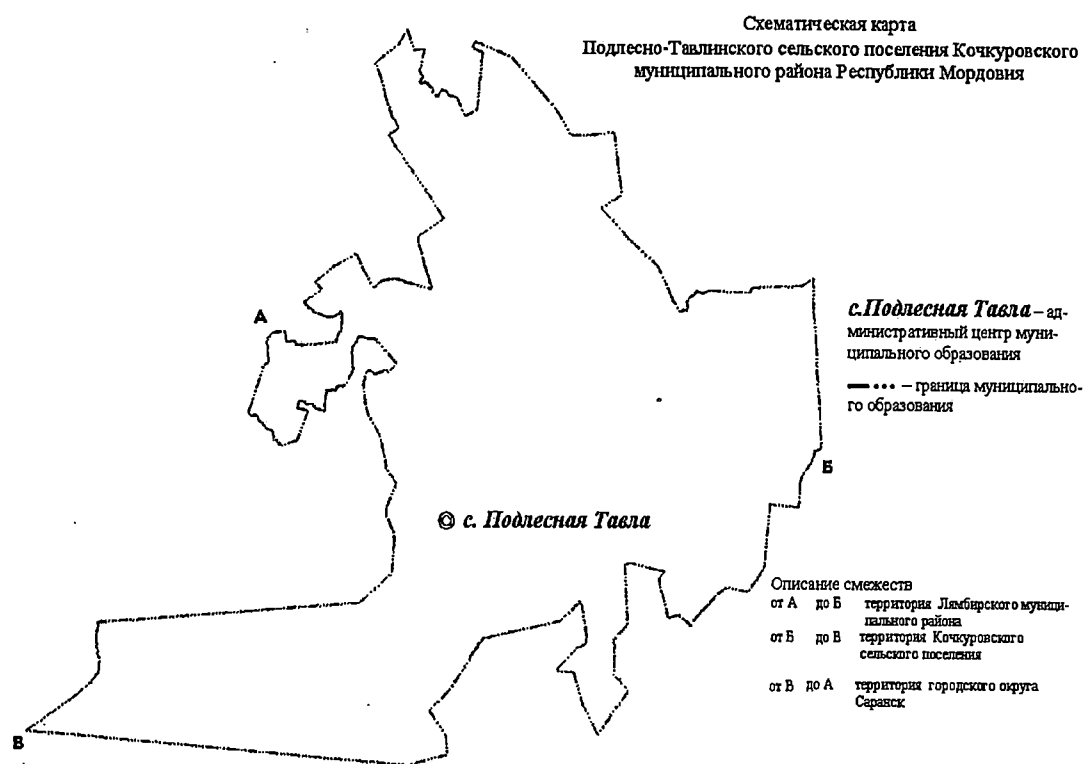 Схематическая карта
Подлесно-Тавлинского сельского поселения Кочкуровского
муниципального района Республики Мордовия
А
с.Подлесная Тавла – ад-
министративный центр муни-
ципального образования
– граница муниципально-
го образования
Б
с. Подлесная Тавла
Описание смежеств
от А до Б территория Лямбирского муници-
пального района
от Б до В территория Кочкуровского
сельского поселения
от В до А территория городского округа
Саранск
В